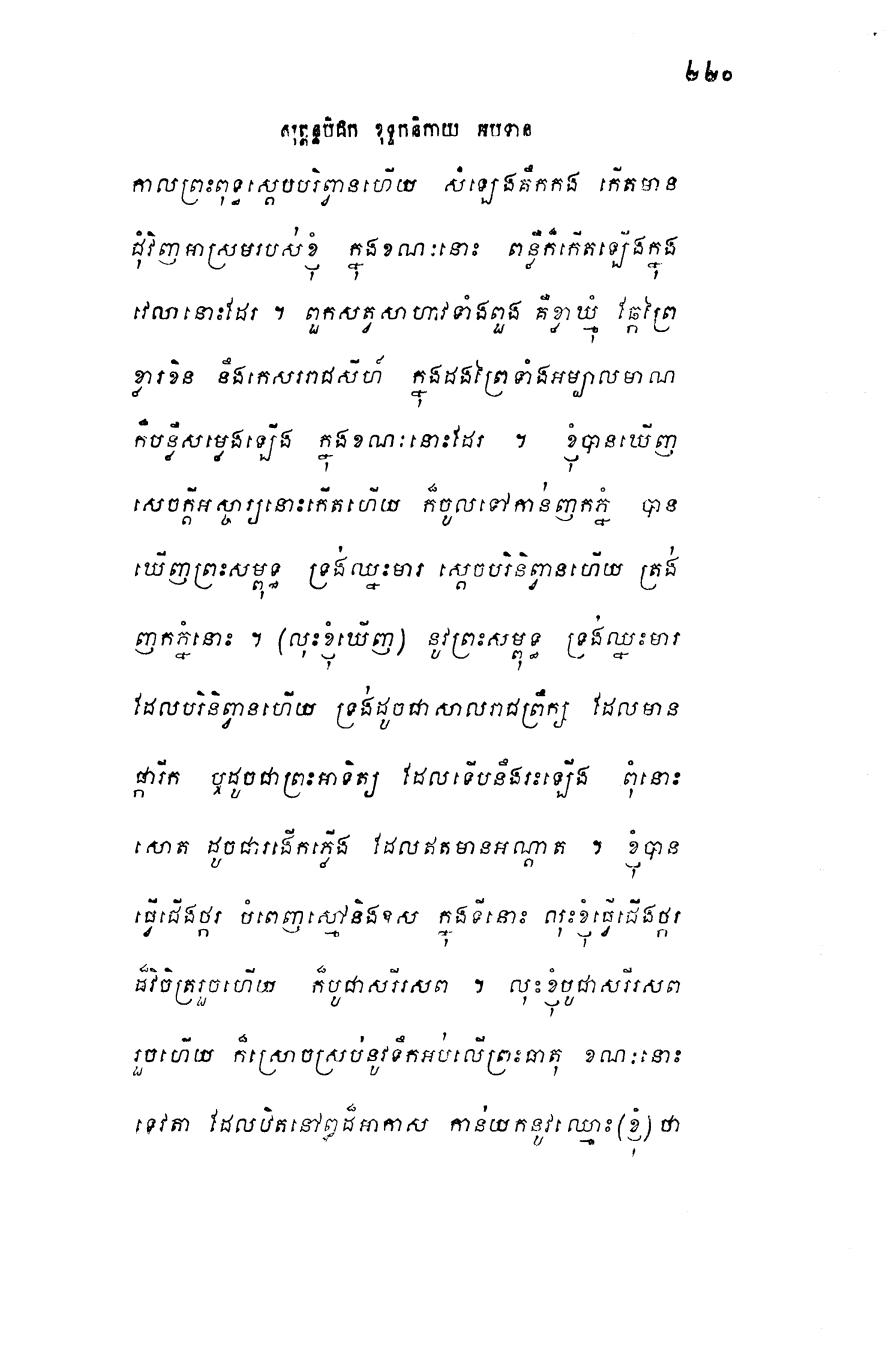 ២២០
សុត្តន្តបិដក ខុទ្ទកនិកាយ អបទាន
កាលព្រះពុទ្ធស្តេចបរិព្វានហើយ សំឡេងគឹកកង កើតមាន
ជុំវិញអាស្រមរបស់ខ្ញុំ ក្នុងខណៈនោះ ពន្លឺក៏កើតឡើងក្នុង
វេលានោះដែរ ។ ពួកសត្វសាហាវទាំងពួង គឺខ្លាឃ្មុំ ឆ្កែព្រៃ
ខ្លារខិន នឹងកេសររាជសីហ៍ ក្នុងដងព្រៃទាំងអម្បាលមាណ
ក៏បន្លឺសម្លេងឡើង ក្នុងខណៈនោះដែរ ។ ខ្ញុំបានឃើញ
សេចក្តីអស្ចារ្យនោះកើតហើយ ក៏ចូលទៅកាន់ញកភ្នំ បាន
ឃើញព្រះសម្ពុទ្ធ ទ្រង់ឈ្នះមារ ស្តេចបរិនិព្វានហើយ ត្រង់
ញកភ្នំនោះ ។ (លុះខ្ញុំឃើញ) នូវព្រះសម្ពុទ្ធ ទ្រង់ឈ្នះមារ
ដែលបរិនិព្វានហើយ ទ្រង់ដូចជាសាលរាជព្រឹក្ស ដែលមាន
ផ្ការីក ឬដូចជាព្រះអាទិត្យ ដែលទើបនឹងរះឡើង ពុំនោះ
សោត ដូចជារងើកភ្លើង ដែលឥតមានអណ្តាត ។ ខ្ញុំបាន
ធ្វើជើងថ្ករ បំពេញស្មៅនិងឧស ក្នុងទីនោះ លុះខ្ញុំធ្វើជើងថ្ករ
ដ៏វិចិត្ររួចហើយ ក៏បូជាសរីរសព ។ លុះខ្ញុំបូជាសរីរសព
រួចហើយ ក៏ស្រោចស្រប់នូវទឹកអប់លើព្រះធាតុ ខណៈនោះ
ទេវតា ដែលឋិតនៅឰដ៏អាកាស កាន់យកនូវឈ្មោះ(ខ្ញុំ) ថា